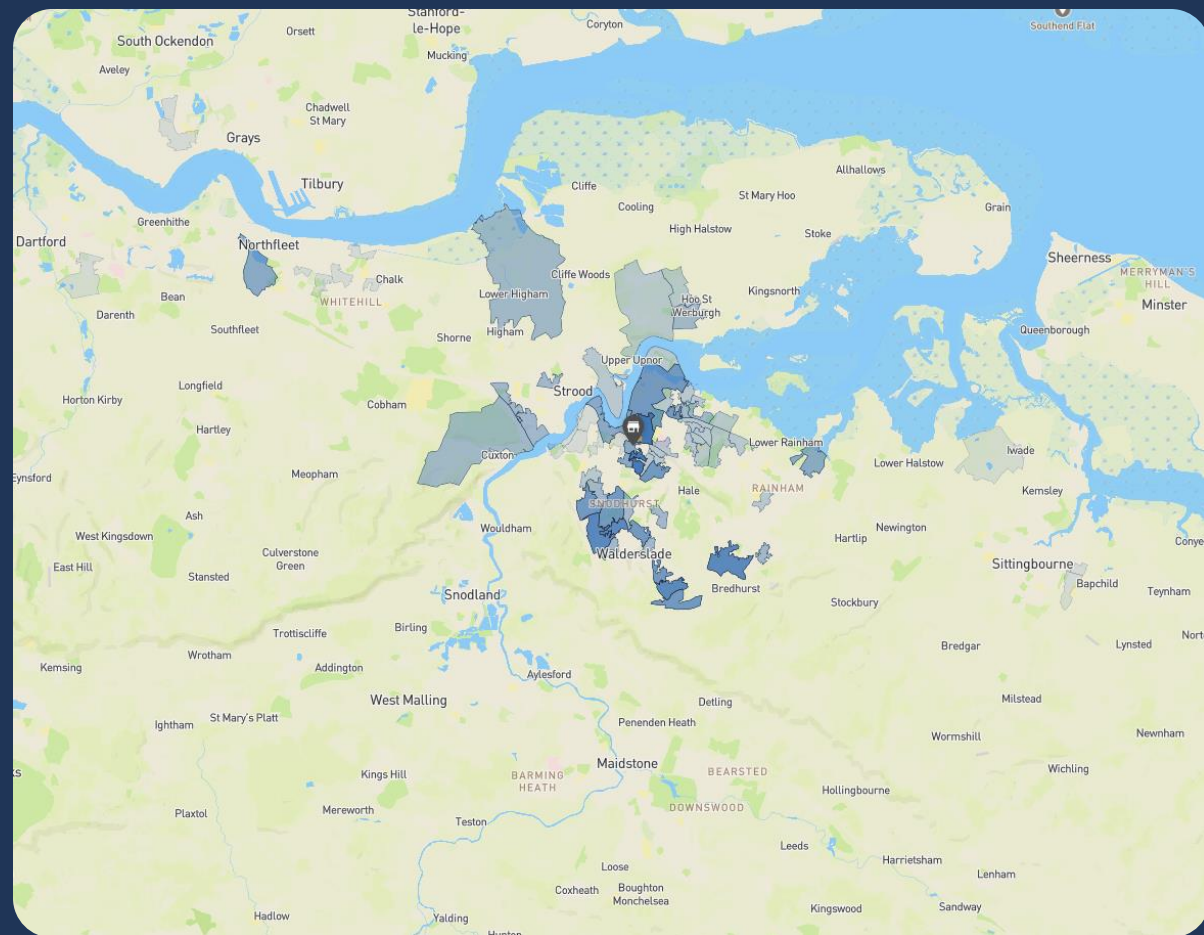 Stanford-
le-Hope
Coryton
Southend Flat
South Ockendon
Orsett
Mucking
Aveley
Chadwell
St Mary
Grays
Tilbury
Cliffe
Allhallows
St Mary Hoo
Cooling
Grain
Greenhithe
High Halstow
Stoke
Dartford
Northfleet
Sheerness
MERRYMAN'S
HILL
Minster
Cliffe Woods
Chalk
Kingsnorth
Bean
WHITEHILL
Lower Higham
Hoo St
Werburgh
Darenth
Southfleet
Shorne
Higham
Queenborough
Upper Upnor
Longfield
Strood
Horton Kirby
Cobham
Hartley
Lower Rainham
Cuxton
Iwade
Lower Halstow
Eynsford
Meopham
Hale
RAINHAM
Kemsley
SNODHURST
Ash
Wouldham
Newington
West Kingsdown
Hartlip
Conye
Culverstone
Green
Walderslade
Sittingbourne
East Hill
Stansted
Bredhurst
Bapchild
Teynham
Snodland
Stockbury
Trottiscliffe
Birling
Nort
Wrotham
Bredgar
Lynsted
Kemsing
Addington
Aylesford
West Malling
Detling
Milstead
Ightham
St Mary's Platt
Penenden Heath
Wormshill
Newnham
Maidstone
ks
Kings Hill
BARMING
HEATH
BEARSTED
Wichling
Hollingbourne
Plaxtol
Mereworth
DOWNSWOOD
Teston
Leeds
Harrietsham
Loose
Lenham
Coxheath
Boughton
Monchelsea
Kingswood
Sandway
Hadlow
Yalding